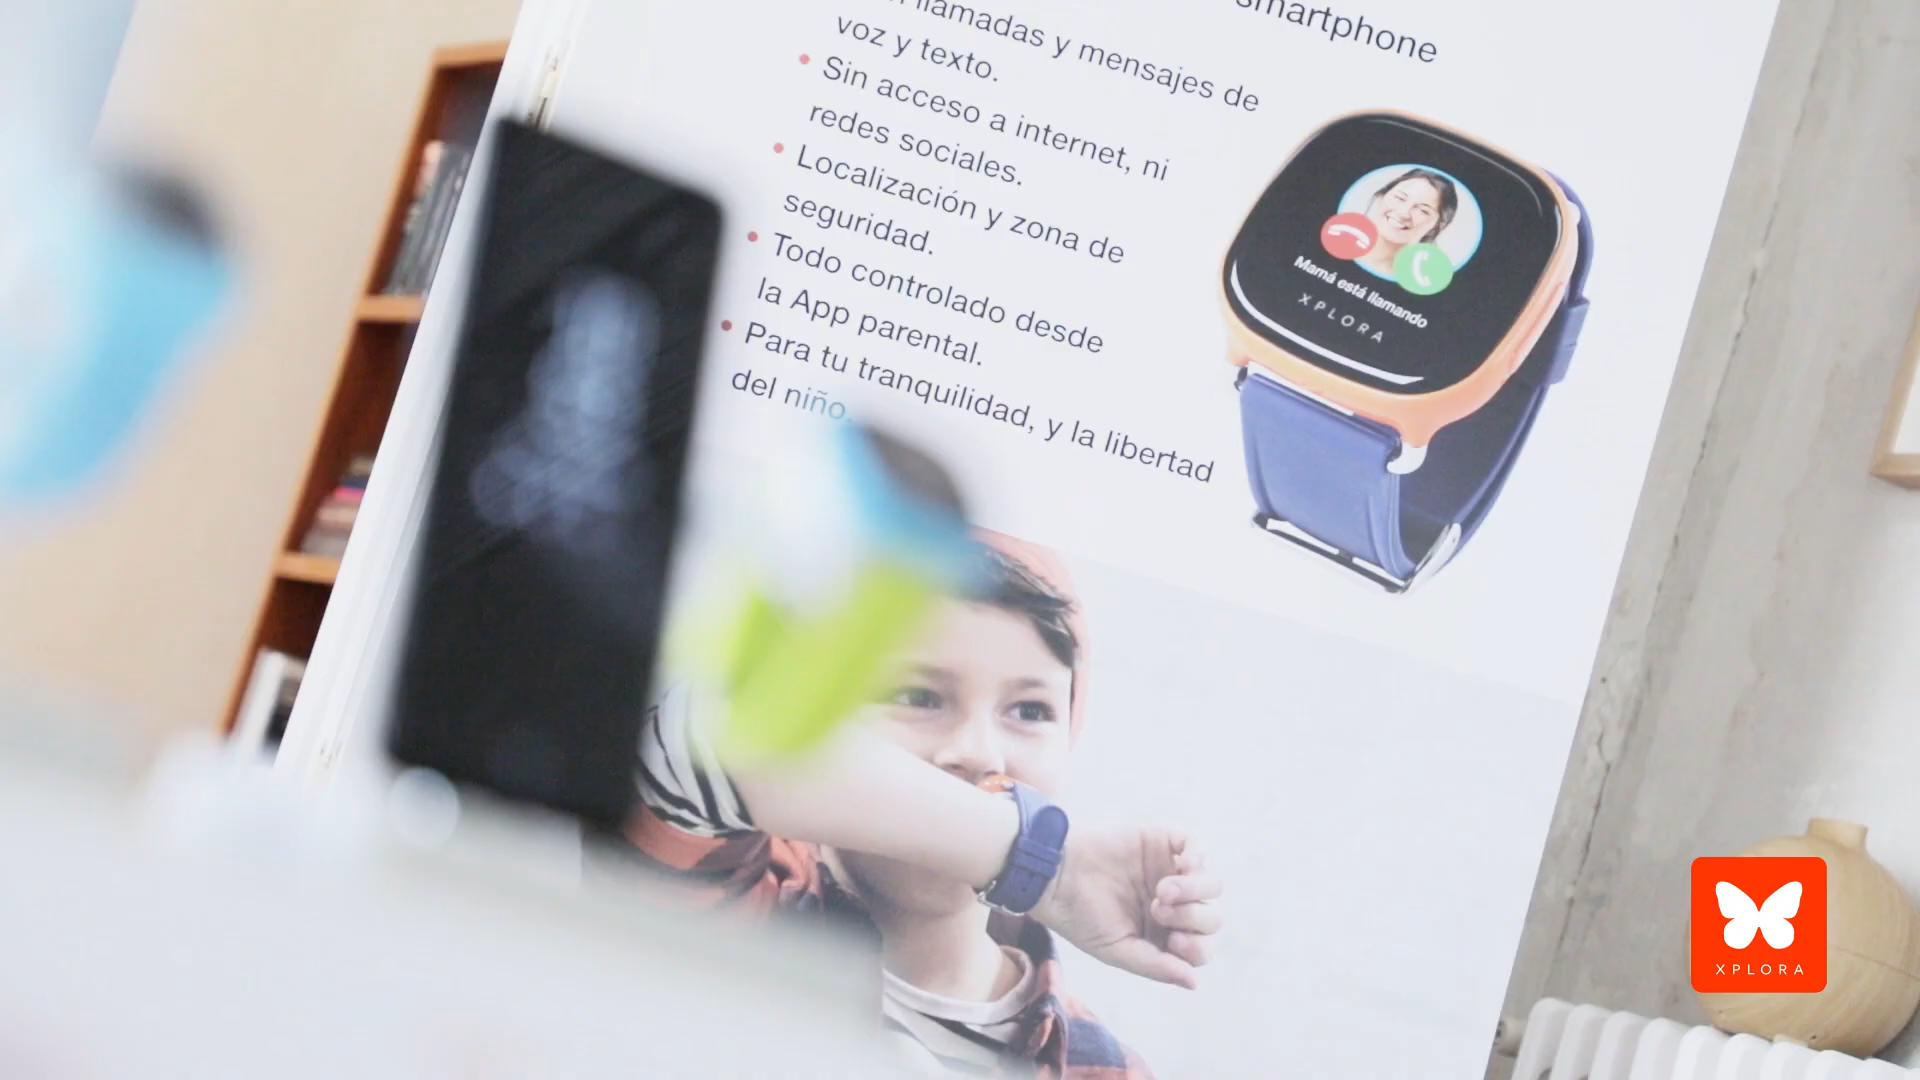 smartphone
llamadas y mensajes de
voz y texto.
Sin acceso a internet, ni
redes sociales.
Localización y zona de
seguridad.
Todo controlado desde
la App parental.
Para tu tranquilidad, y la libertad
del niño.
Mamá está llamando
XPLORA
XPLORA